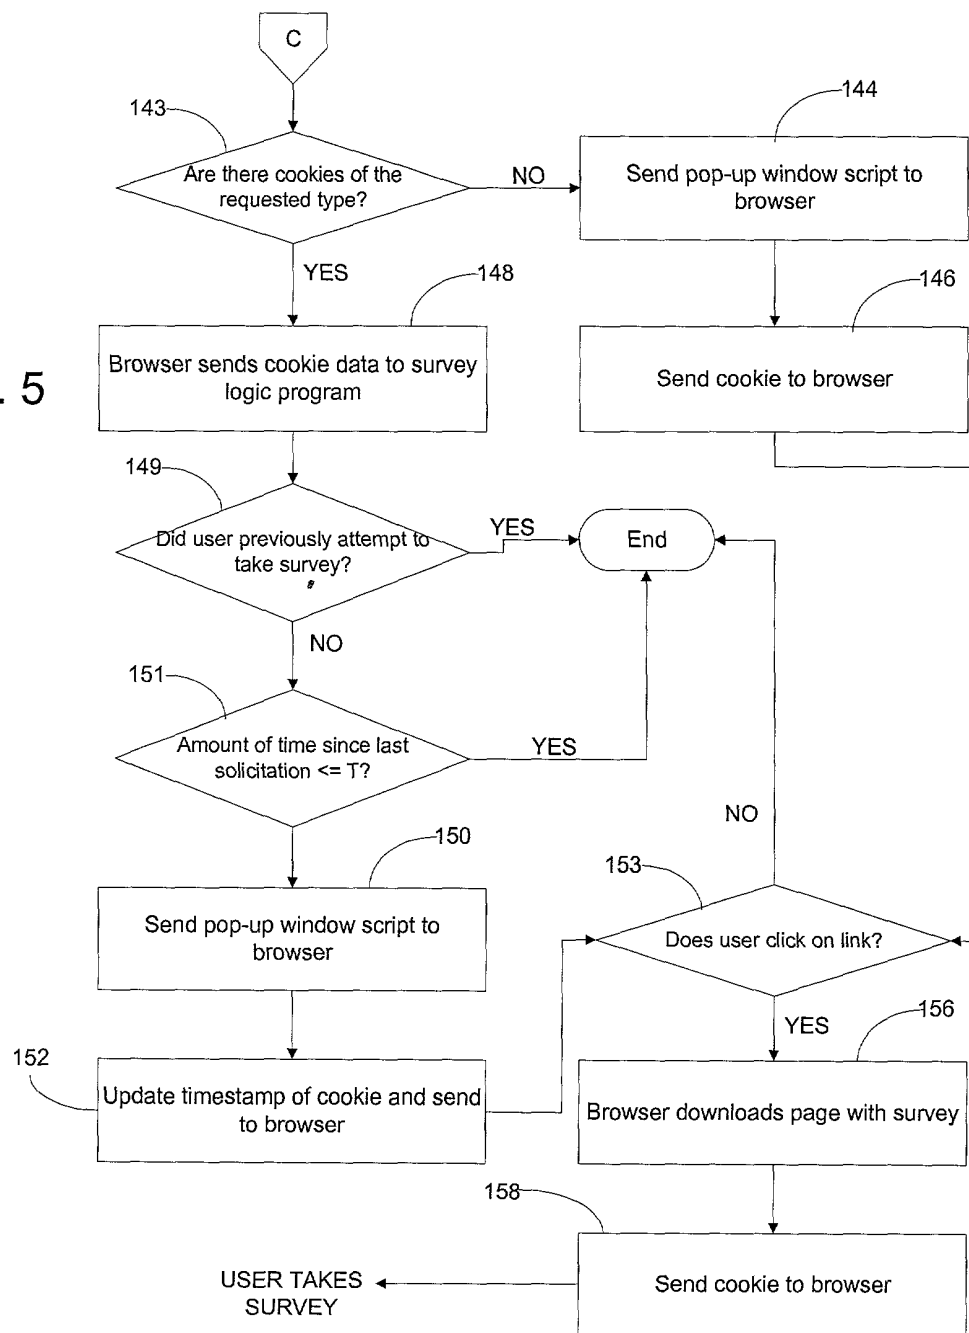 C
143
144
Are there cookies of the
requested type?
NO
Send pop-up window script to
browser
YES
148
146
Browser sends cookie data to survey
logic program
Send cookie to browser
. 5
149
Did user previously attempt to
take survey?
YES
End
NO
151
Amount of time since last
solicitation <= T?
YES
NO
150
153
Send pop-up window script to
browser
Does user click on link?
YES
156
152
Update timestamp of cookie and send
to browser
Browser downloads page with survey
158
USER TAKES
SURVEY
Send cookie to browser